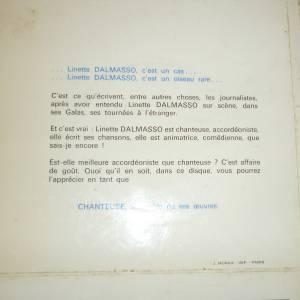 . . . Linette DALMASSO, c'est un cas . . .
. . . Linette DALMASSO, c'est un oiseau rare . . .
C'est ce qu'écrivent, entre autres choses, les journalistes,
après avoir entendu Linette DALMASSO sur scène, dans
ses Galas, ses tournées à l'étranger.
Et c'est vrai : Linette DALMASSO est chanteuse, accordéoniste,
elle écrit ses chansons, elle est animatrice, comédienne, que
sais-je encore !
Est-elle meilleure accordéoniste que chanteuse ? C'est affaire
de goût. Quoi qu'il en soit, dans ce disque, vous pourrez
l'apprécier en tant que
CHANTEUSE, de ses œuvres